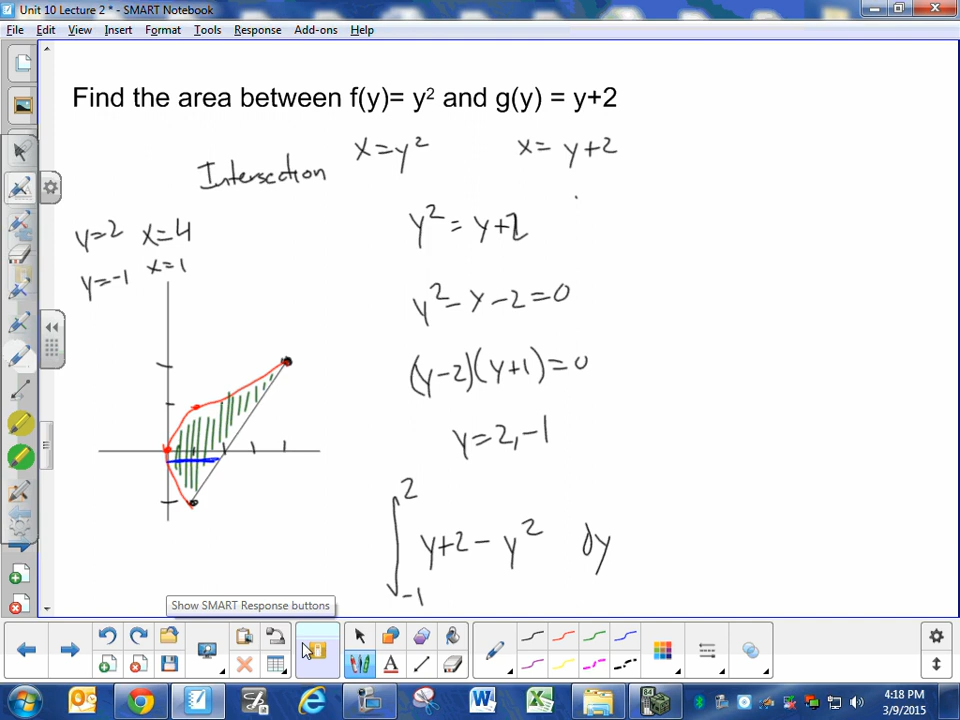 Unit 10 Lecture 2 * - SMART Notebook
File Edit View Insert Format Tools Response Add-ons Help
Find the area between f(y)= y² and g(y) = y+2
Intersection x=y² x= y+2
y=2 x=4
y=-1 x=1
y² = y+2
y² - y - 2 = 0
(y-2)(y+1)=0
y=2,-1
∫₋₁² y+2 - y² dy
Show SMART Response buttons
A
W
X
84
4:18 PM
3/9/2015